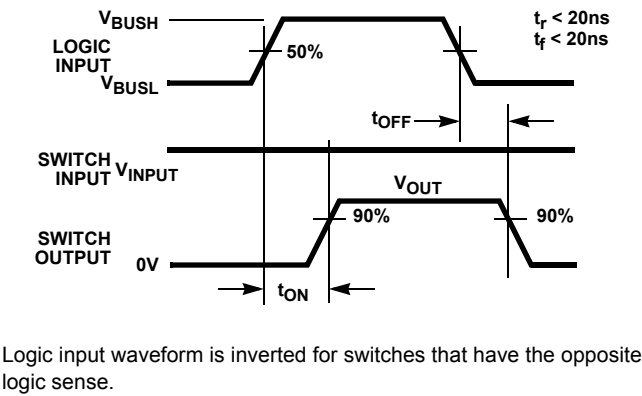 VBUSH
LOGIC
INPUT
VBUSL
50%
tr < 20ns
tf < 20ns
tOFF
SWITCH
INPUT VINPUT
VOUT
SWITCH
OUTPUT
0V
90%
90%
tON
Logic input waveform is inverted for switches that have the opposite
logic sense.